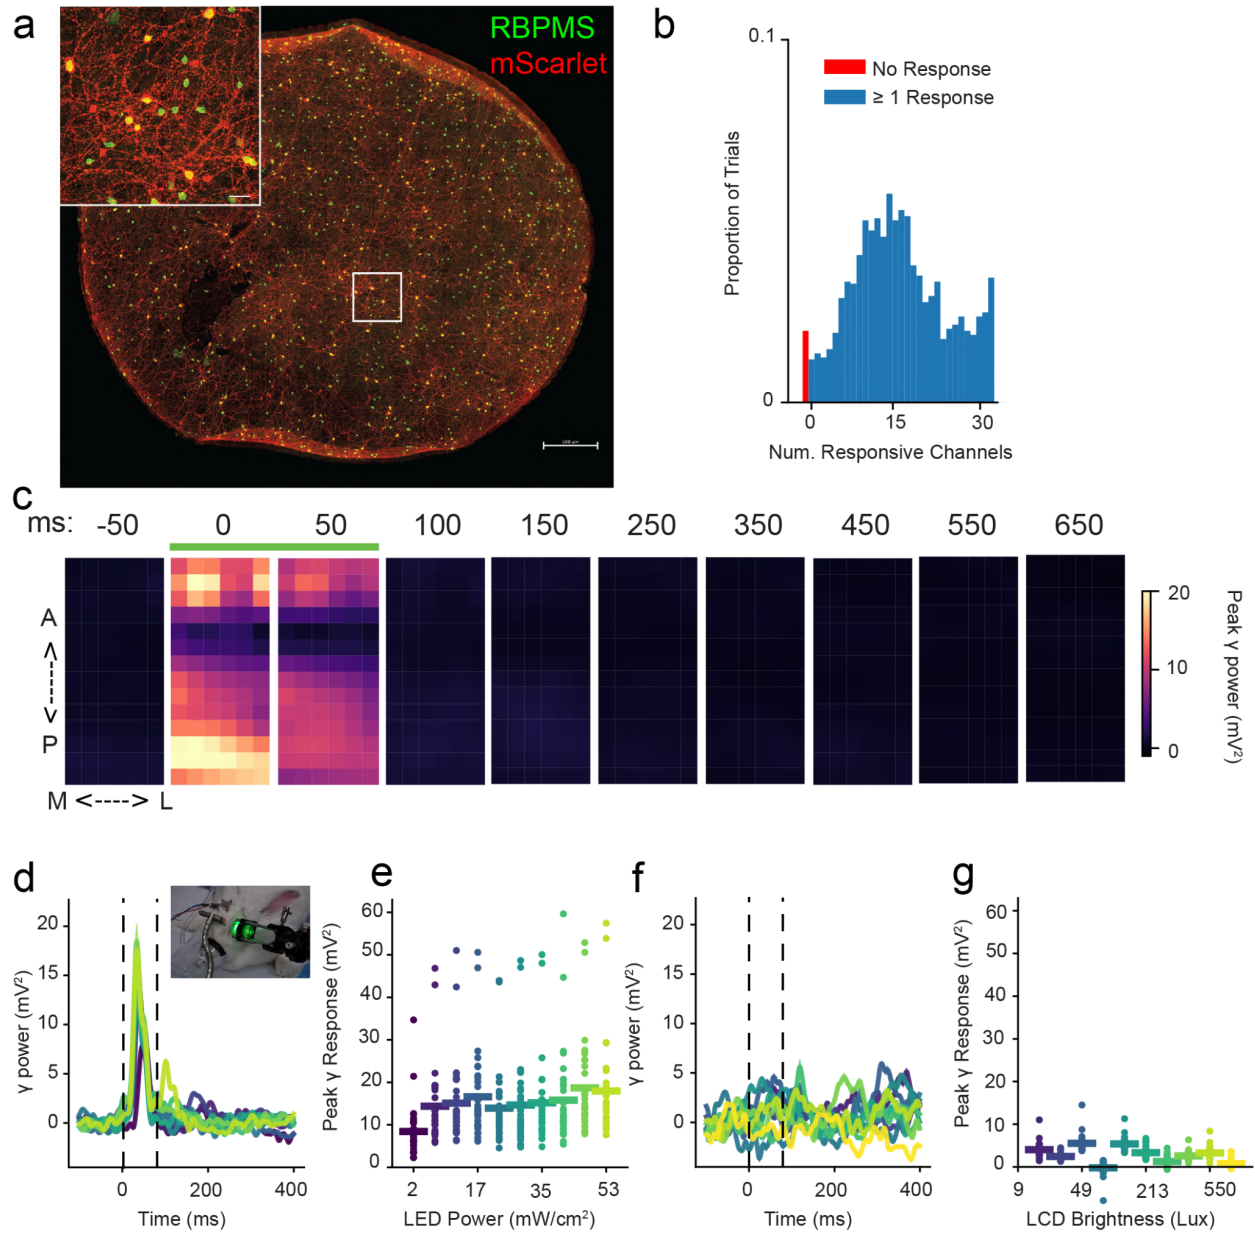 a
RBPMS
mScarlet
b
0.1
No Response
≥ 1 Response
Proportion of Trials
0
0 15 30
Num. Responsive Channels
c
ms: -50 0 50 100 150 250 350 450 550 650
A
P
M <----> L
20
10
0
Peak γ power (mV²)
d
20
15
10
5
0
γ power (mV²)
0 200 400
Time (ms)
e
60
50
40
30
20
10
0
Peak γ Response (mV²)
2 17 35 53
LED Power (mW/cm²)
f
20
15
10
5
0
γ power (mV²)
0 200 400
Time (ms)
g
60
50
40
30
20
10
0
Peak γ Response (mV²)
9 49 213 550
LCD Brightness (Lux)